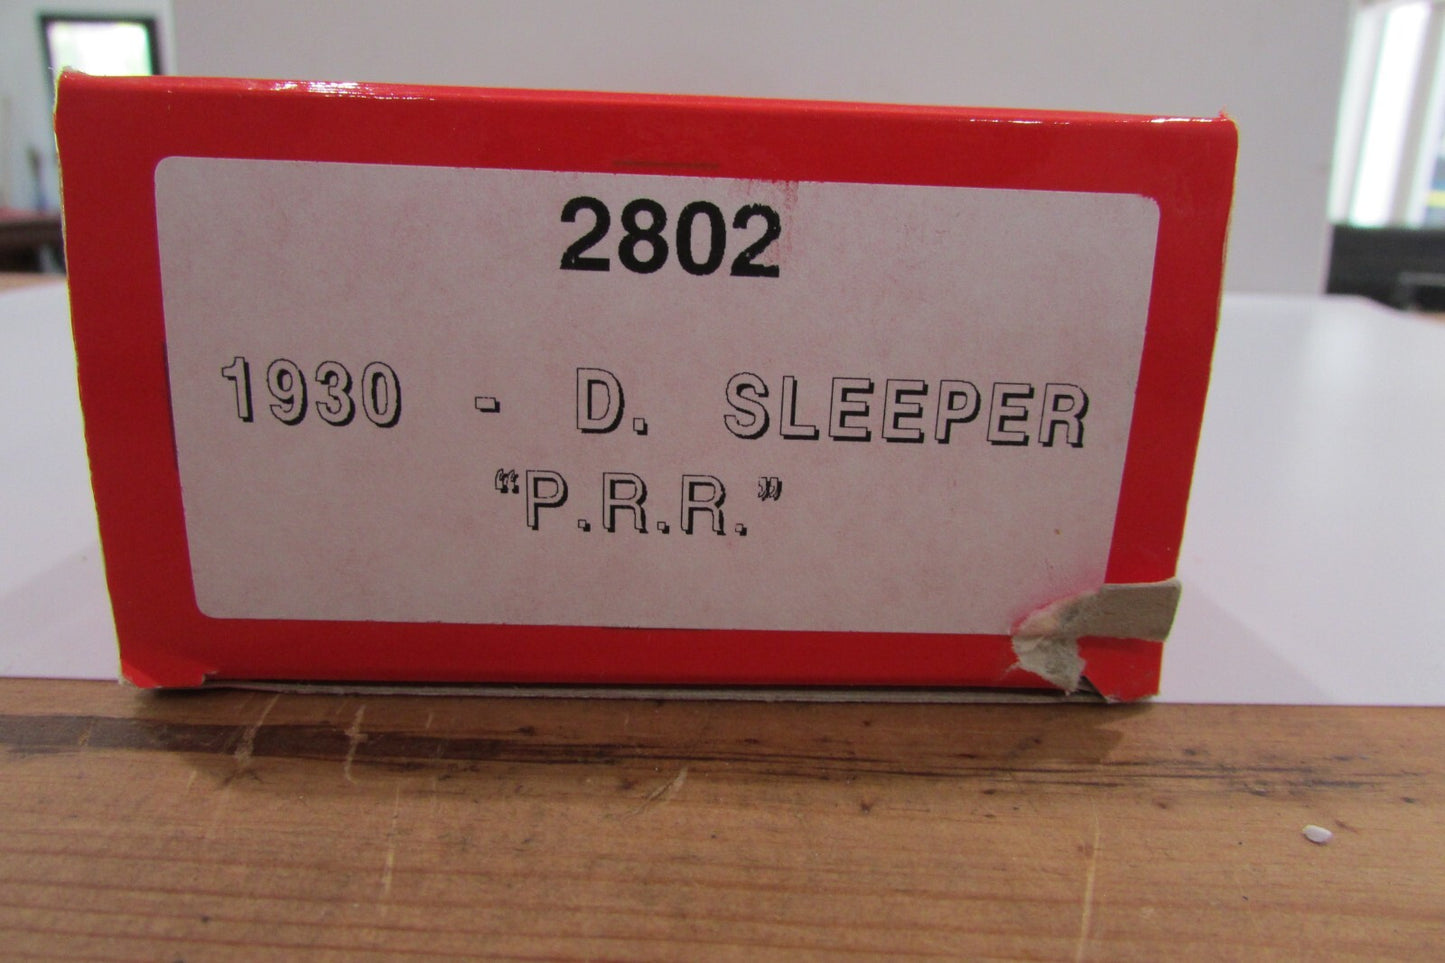 2802
1930 - D. SLEEPER
“P.R.R.”